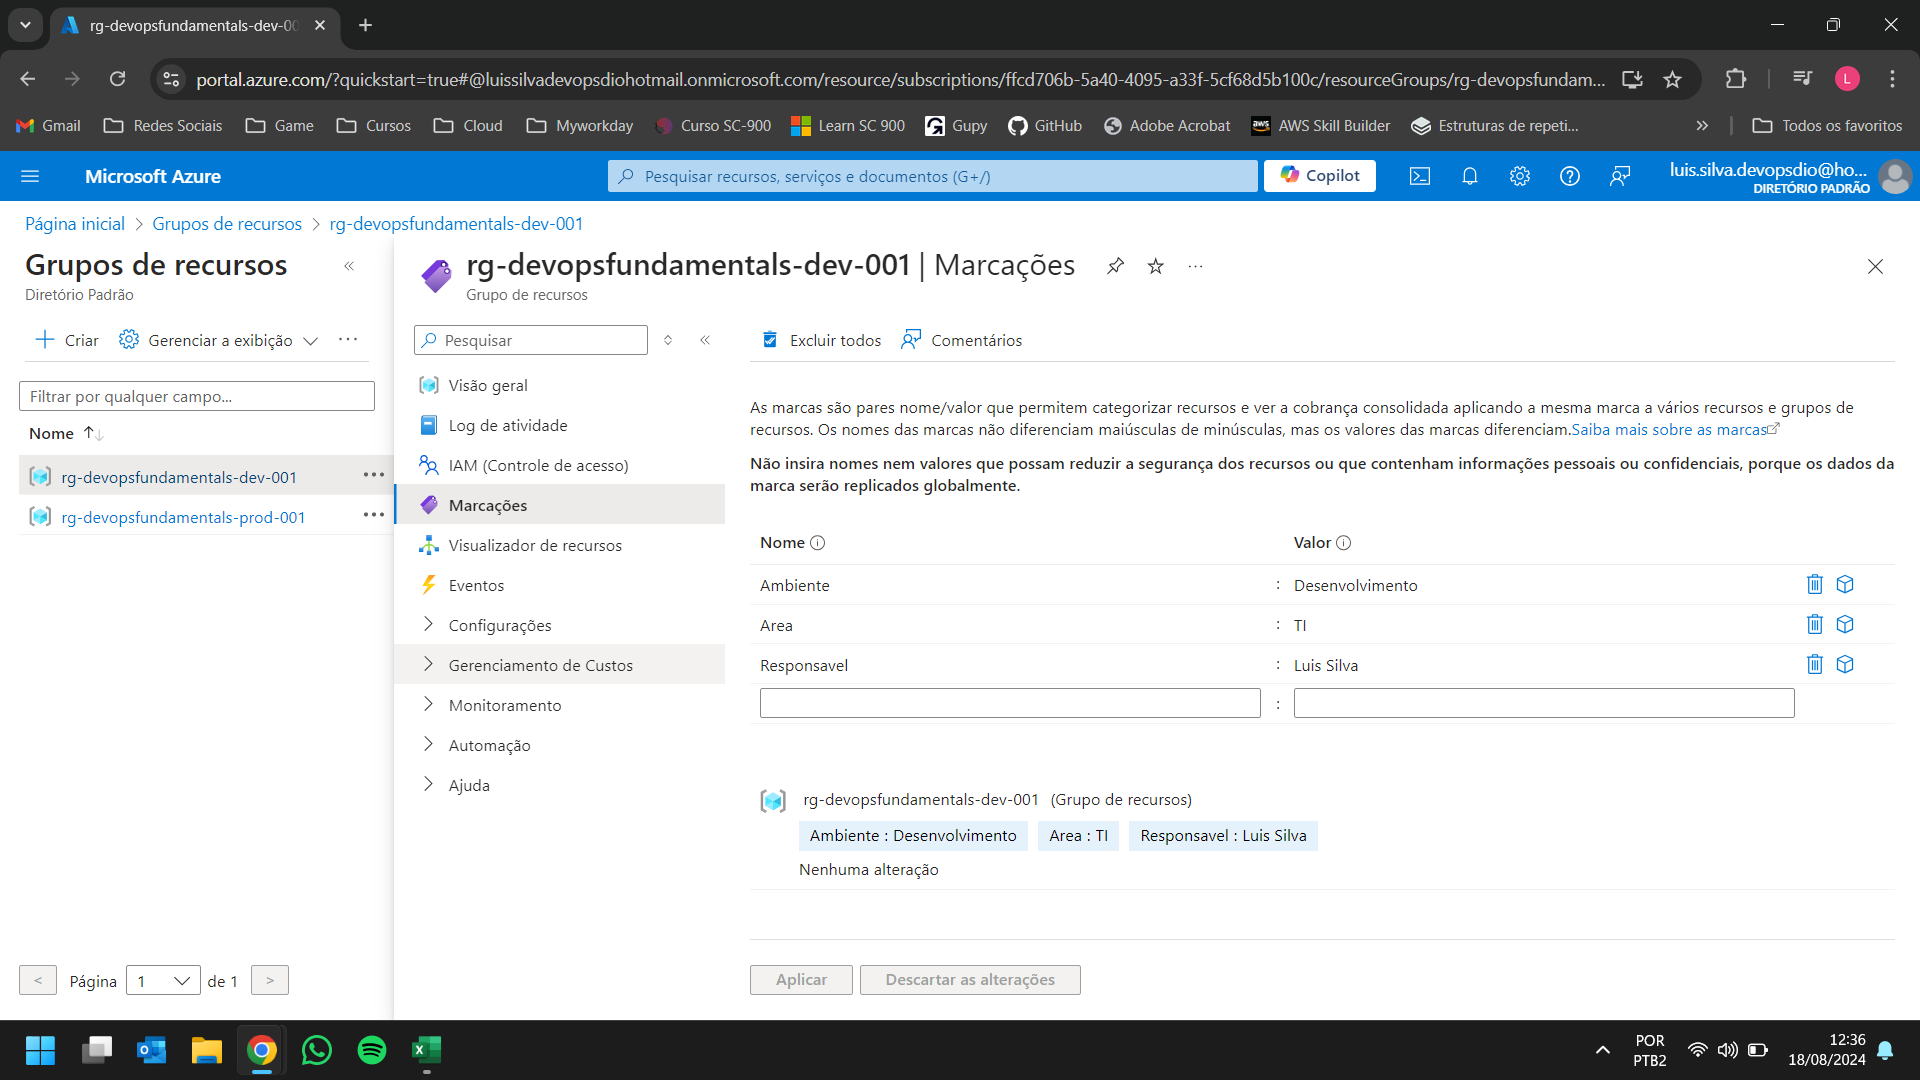 rg-devopsfundamentals-dev-00
portal.azure.com/?quickstart=true#@luissilvadevopsdiohotmail.onmicrosoft.com/resource/subscriptions/ffcd706b-5a40-4095-a33f-5cf68d5b100c/resourceGroups/rg-devopsfundam...
L
Gmail
Redes Sociais
Game
Cursos
Cloud
Myworkday
Curso SC-900
Learn SC 900
Gupy
GitHub
Adobe Acrobat
aws
AWS Skill Builder
Estruturas de repeti...
Todos os favoritos
Microsoft Azure
Pesquisar recursos, serviços e documentos (G+/)
Copilot
luis.silva.devopsdio@ho...
DIRETÓRIO PADRÃO
Página inicial > Grupos de recursos > rg-devopsfundamentals-dev-001
Grupos de recursos
Diretório Padrão
Criar
Gerenciar a exibição
Filtrar por qualquer campo...
Nome
rg-devopsfundamentals-dev-001
rg-devopsfundamentals-prod-001
< Página 1 de 1 >
rg-devopsfundamentals-dev-001 | Marcações
Grupo de recursos
Pesquisar
Visão geral
Log de atividade
IAM (Controle de acesso)
Marcações
Visualizador de recursos
Eventos
Configurações
Gerenciamento de Custos
Monitoramento
Automação
Ajuda
Excluir todos
Comentários
As marcas são pares nome/valor que permitem categorizar recursos e ver a cobrança consolidada aplicando a mesma marca a vários recursos e grupos de
recursos. Os nomes das marcas não diferenciam maiúsculas de minúsculas, mas os valores das marcas diferenciam.Saiba mais sobre as marcas
Não insira nomes nem valores que possam reduzir a segurança dos recursos ou que contenham informações pessoais ou confidenciais, porque os dados da
marca serão replicados globalmente.
Nome
Valor
Ambiente : Desenvolvimento
Area : TI
Responsavel : Luis Silva
:
rg-devopsfundamentals-dev-001 (Grupo de recursos)
Ambiente : Desenvolvimento
Area : TI
Responsavel : Luis Silva
Nenhuma alteração
Aplicar
Descartar as alterações
POR
PTB2
12:36
18/08/2024